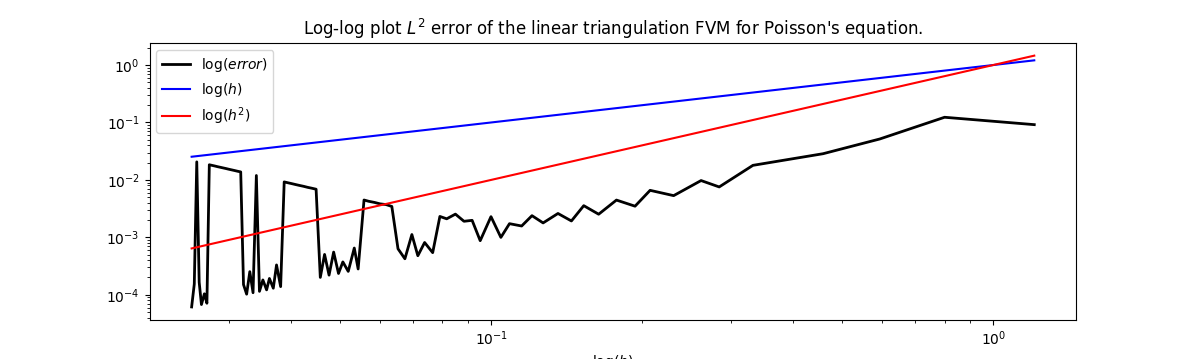 Log-log plot L² error of the linear triangulation FVM for Poisson's equation.
log(error)
log(h)
log(h²)
10⁰
10⁻¹
10⁻²
10⁻³
10⁻⁴
10⁻¹
10⁰
log(h)